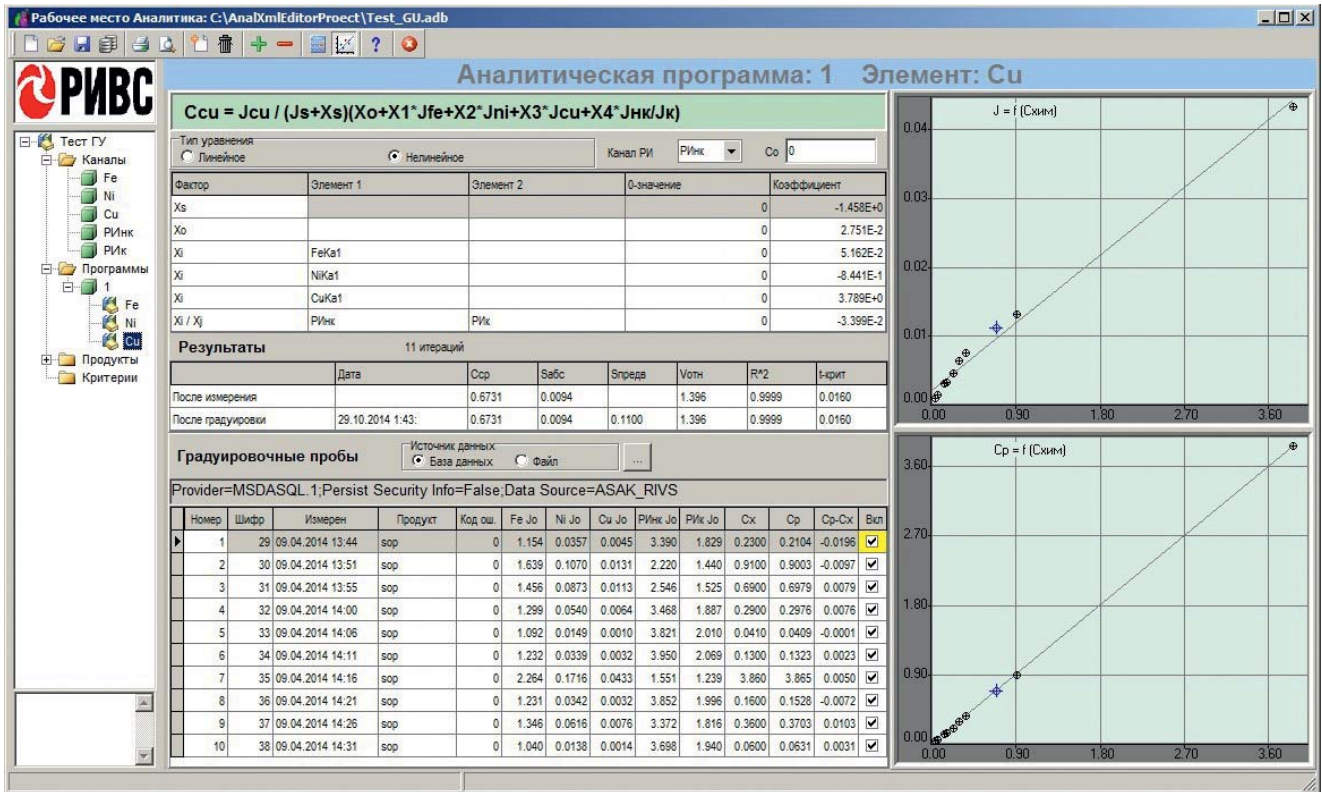 Рабочее место Аналитика: C:\AnalXmlEditorProect\Test_GU.adb
РИВС
Аналитическая программа: 1 Элемент: Cu
Тест ГУ
Каналы
Fe
Ni
Cu
РИнк
РИк
Программы
1
Fe
Ni
Cu
Продукты
Критерии
Ccu = Jcu / (Js+Xs)(Xo+X1*Jfe+X2*Jni+X3*Jcu+X4*Jнк/Jк)
Тип уравнения
Линейное Нелинейное Канал РИ РИнк Co 0
Фактор Элемент 1 Элемент 2 0-значение Коэффициент
Xs 0 -1.458E+0
Xo 0 2.751E-2
Xi FeKa1 0 5.162E-2
Xi NiKa1 0 -8.441E-1
Xi CuKa1 0 3.789E+0
Xi / Xj РИнк РИк 0 -3.399E-2
Результаты 11 итераций
Дата Сср Sабс Sпредв Vотн R^2 t-крит
После измерения 0.6731 0.0094 1.396 0.9999 0.0160
После градуировки 29.10.2014 1:43: 0.6731 0.0094 0.1100 1.396 0.9999 0.0160
Градуировочные пробы
Источник данных
База данных Файл ...
Provider=MSDASQL.1;Persist Security Info=False;Data Source=ASAK_RIVS
Номер Шифр Измерен Продукт Код ош. Fe Jo Ni Jo Cu Jo РИнк Jo РИк Jo Cx Cp Cp-Cx Вкл
1 29 09.04.2014 13:44 sop 0 1.154 0.0357 0.0045 3.390 1.829 0.2300 0.2104 -0.0196
2 30 09.04.2014 13:51 sop 0 1.639 0.1070 0.0131 2.220 1.440 0.9100 0.9003 -0.0097
3 31 09.04.2014 13:55 sop 0 1.456 0.0873 0.0113 2.546 1.525 0.6900 0.6979 0.0079
4 32 09.04.2014 14:00 sop 0 1.299 0.0540 0.0064 3.468 1.887 0.2900 0.2976 0.0076
5 33 09.04.2014 14:06 sop 0 1.092 0.0149 0.0010 3.821 2.010 0.0410 0.0409 -0.0001
6 34 09.04.2014 14:11 sop 0 1.232 0.0339 0.0032 3.950 2.069 0.1300 0.1323 0.0023
7 35 09.04.2014 14:16 sop 0 2.264 0.1716 0.0433 1.551 1.239 3.860 3.865 0.0050
8 36 09.04.2014 14:21 sop 0 1.231 0.0342 0.0032 3.852 1.996 0.1600 0.1528 -0.0072
9 37 09.04.2014 14:26 sop 0 1.346 0.0616 0.0076 3.372 1.816 0.3600 0.3703 0.0103
10 38 09.04.2014 14:31 sop 0 1.040 0.0138 0.0014 3.698 1.940 0.0600 0.0631 0.0031
J = f (Cхим)
0.04
0.03
0.02
0.01
0.00
0.00 0.90 1.80 2.70 3.60
Cp = f (Cхим)
3.60
2.70
1.80
0.90
0.00
0.00 0.90 1.80 2.70 3.60